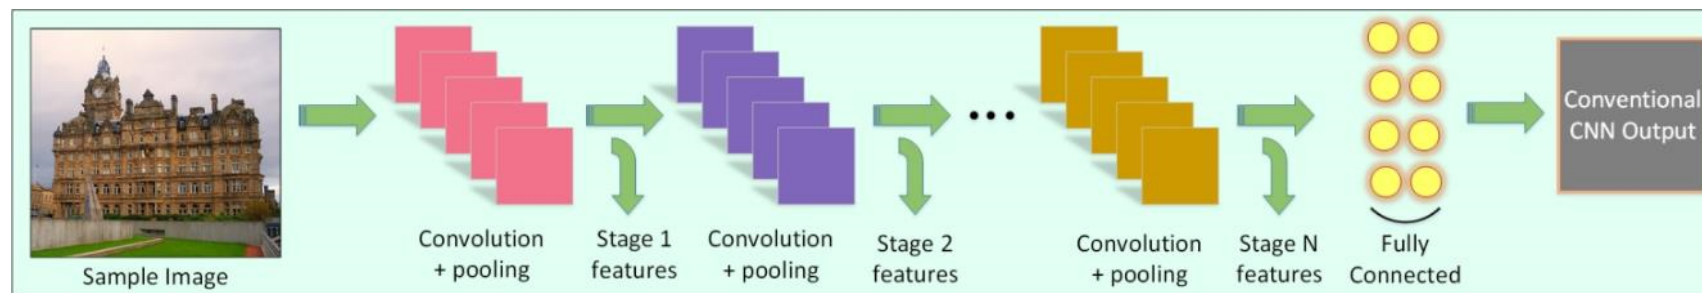 Sample Image
Convolution
+ pooling
Stage 1
features
Convolution
+ pooling
Stage 2
features
...
Convolution
+ pooling
Stage N
features
Fully
Connected
Conventional
CNN Output